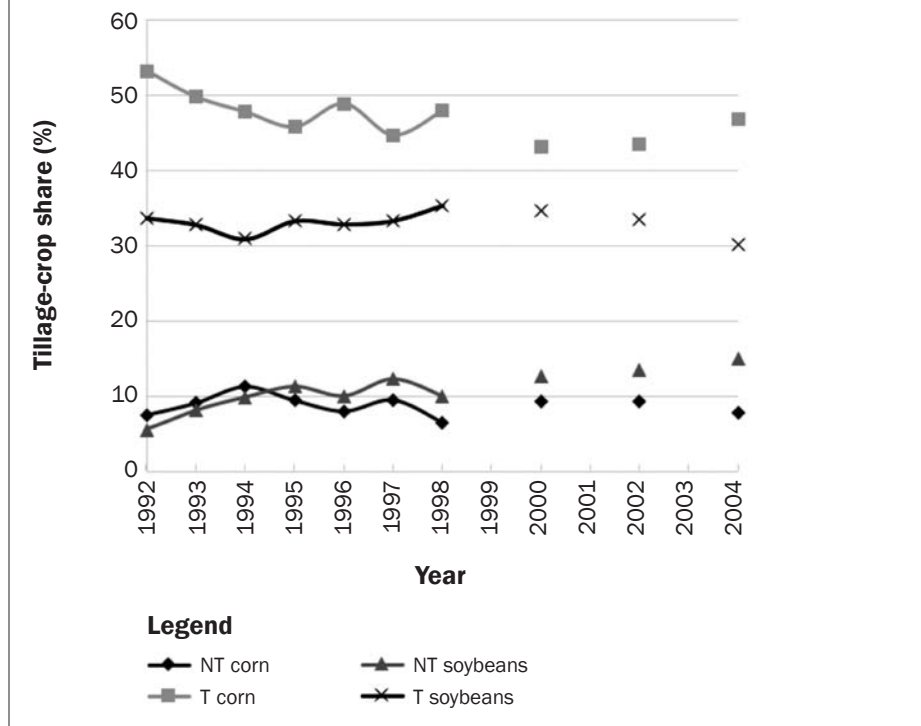 60
50
40
30
20
10
0
Tillage-crop share (%)
1992 1993 1994 1995 1996 1997 1998 1999 2000 2001 2002 2003 2004
Year
Legend
NT corn NT soybeans
T corn T soybeans